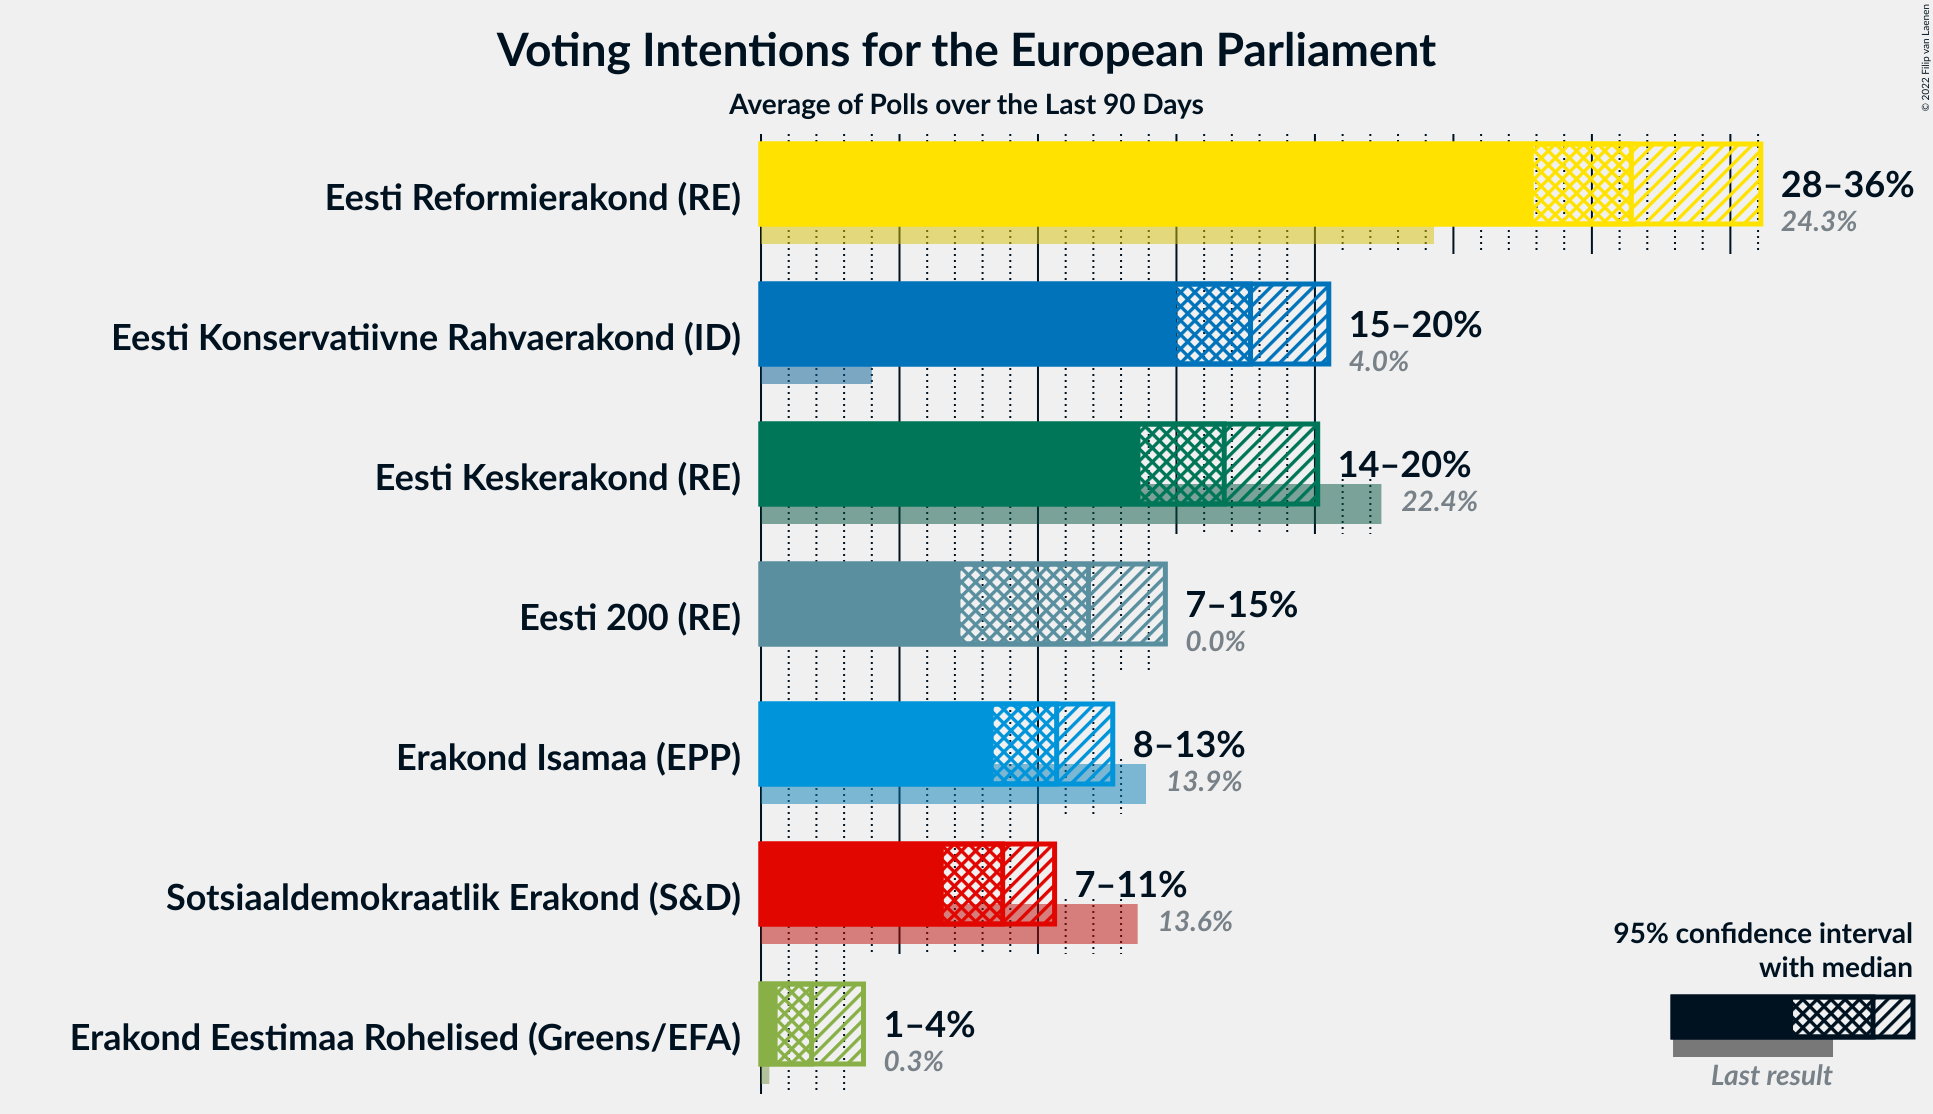 Voting Intentions for the European Parliament
Average of Polls over the Last 90 Days
© 2022 Filip van Laenen
Eesti Reformierakond (RE)
28–36%
24.3%
Eesti Konservatiivne Rahvaerakond (ID)
15–20%
4.0%
Eesti Keskerakond (RE)
14–20%
22.4%
Eesti 200 (RE)
7–15%
0.0%
Erakond Isamaa (EPP)
8–13%
13.9%
Sotsiaaldemokraatlik Erakond (S&D)
7–11%
13.6%
Erakond Eestimaa Rohelised (Greens/EFA)
1–4%
0.3%
95% confidence interval
with median
Last result